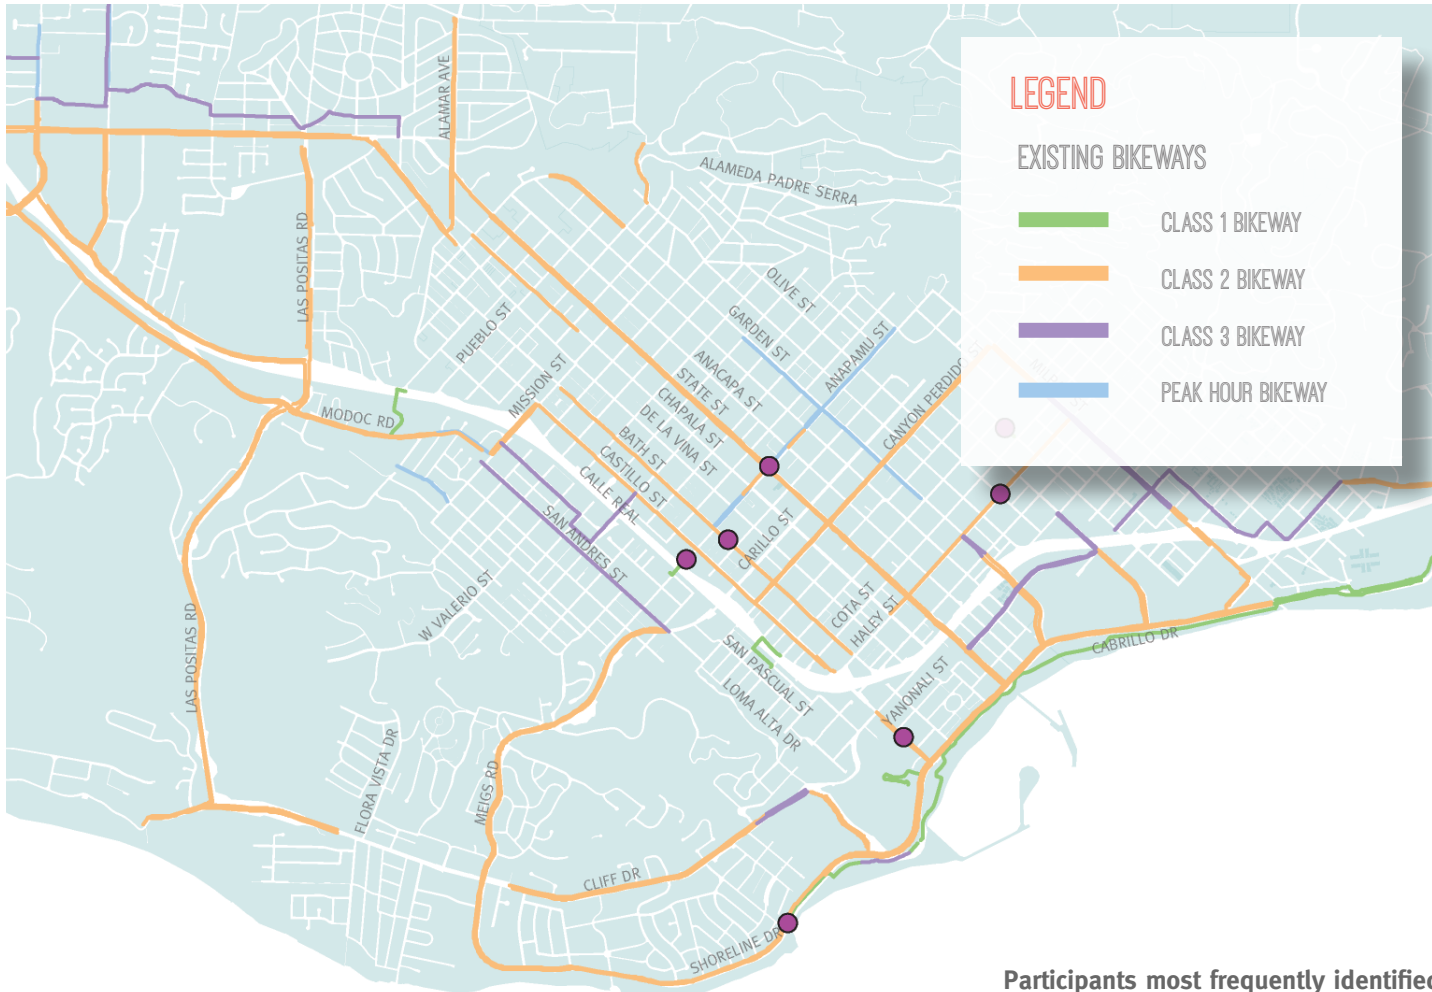 ALAMAR AVE
ALAMEDA PADRE SERRA
LAS POSITAS RD
OLIVE ST
GARDEN ST
ANAPAMU ST
PUEBLO ST
ANACAPA ST
STATE ST
CHAPALA ST
DE LA VINA ST
MISSION ST
CANYON PERDIDO ST
MODOC RD
BATH ST
CASTILLO ST
CALLE REAL
SAN ANDRES ST
CARILLO ST
W VALERIO ST
COTA ST
HALEY ST
LAS POSITAS RD
SAN PASCUAL ST
LOMA ALTA DR
YANONALI ST
CABRILLO DR
FLORA VISTA DR
MEIGS RD
CLIFF DR
SHORELINE DR
LEGEND
EXISTING BIKEWAYS
CLASS 1 BIKEWAY
CLASS 2 BIKEWAY
CLASS 3 BIKEWAY
PEAK HOUR BIKEWAY
Participants most frequently identified